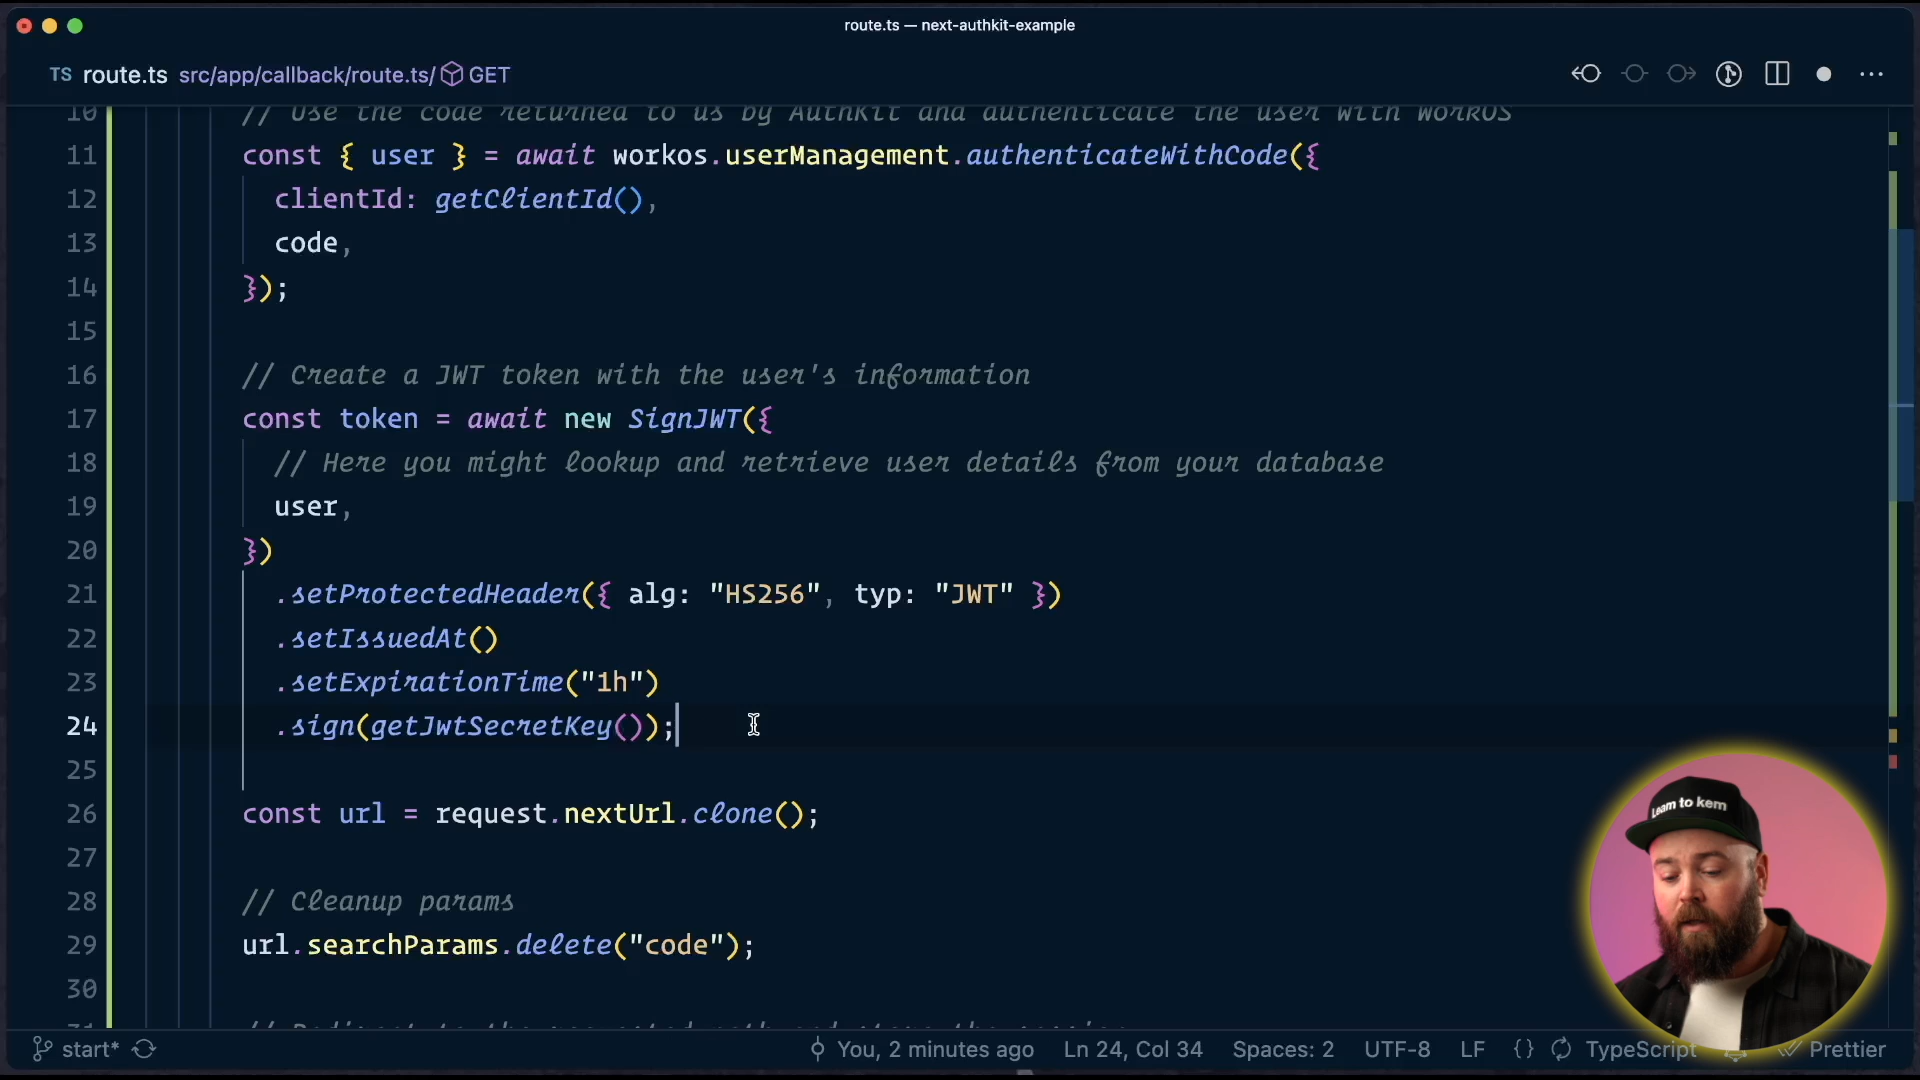 route.ts — next-authkit-example
TS route.ts src/app/callback/route.ts/ GET
10 // Use the code returned to us by AuthKit and authenticate the user with WorkOS
11 const { user } = await workos.userManagement.authenticateWithCode({
12 clientId: getClientId(),
13 code,
14 });
15
16 // Create a JWT token with the user's information
17 const token = await new SignJWT({
18 // Here you might lookup and retrieve user details from your database
19 user,
20 })
21 .setProtectedHeader({ alg: "HS256", typ: "JWT" })
22 .setIssuedAt()
23 .setExpirationTime("1h")
24 .sign(getJwtSecretKey());
25
26 const url = request.nextUrl.clone();
27
28 // Cleanup params
29 url.searchParams.delete("code");
30
31 // Redirect to the requested path and store the session
Learn to kern
start* You, 2 minutes ago Ln 24, Col 34 Spaces: 2 UTF-8 LF {} TypeScript Prettier